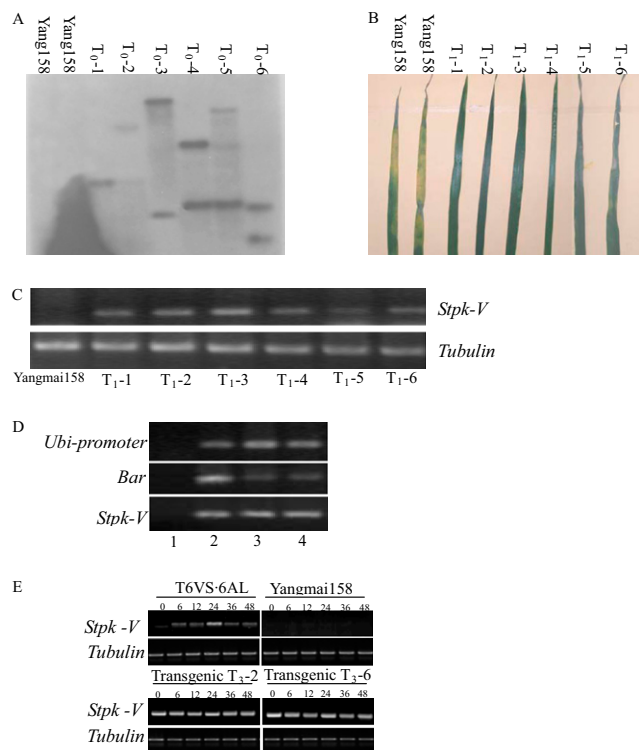 A
Yang158 Yang158 T0-1 T0-2 T0-3 T0-4 T0-5 T0-6
B
Yang158 Yang158 T1-1 T1-2 T1-3 T1-4 T1-5 T1-6
C
Stpk-V
Tubulin
Yangmai158 T1-1 T1-2 T1-3 T1-4 T1-5 T1-6
D
Ubi-promoter
Bar
Stpk-V
1 2 3 4
E
T6VS·6AL Yangmai158
0 6 12 24 36 48 0 6 12 24 36 48
Stpk -V
Tubulin
Transgenic T3-2 Transgenic T3-6
0 6 12 24 36 48 0 6 12 24 36 48
Stpk -V
Tubulin